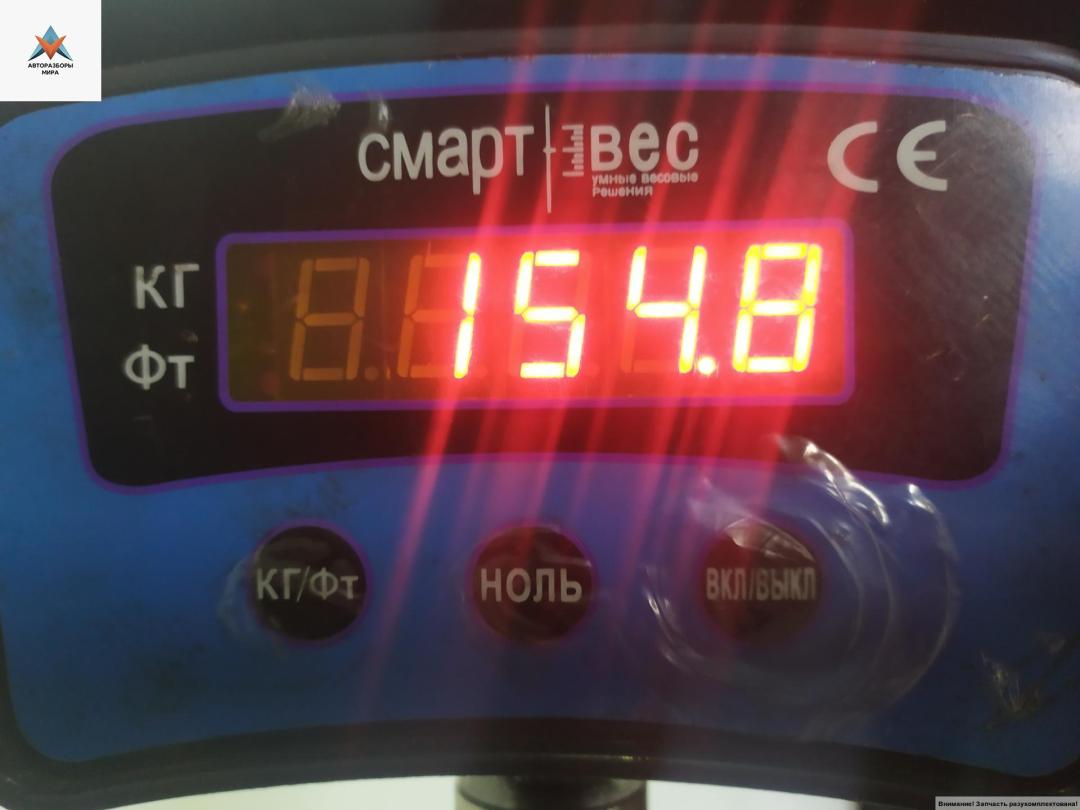 АВТОРАЗБОРЫ
МИРА
смарт вес
умные весовые
решения
CE
КГ
Фт
154.8
КГ/Фт
НОЛЬ
ВКЛ/ВЫКЛ
Внимание! Запчасть разукомплектована!